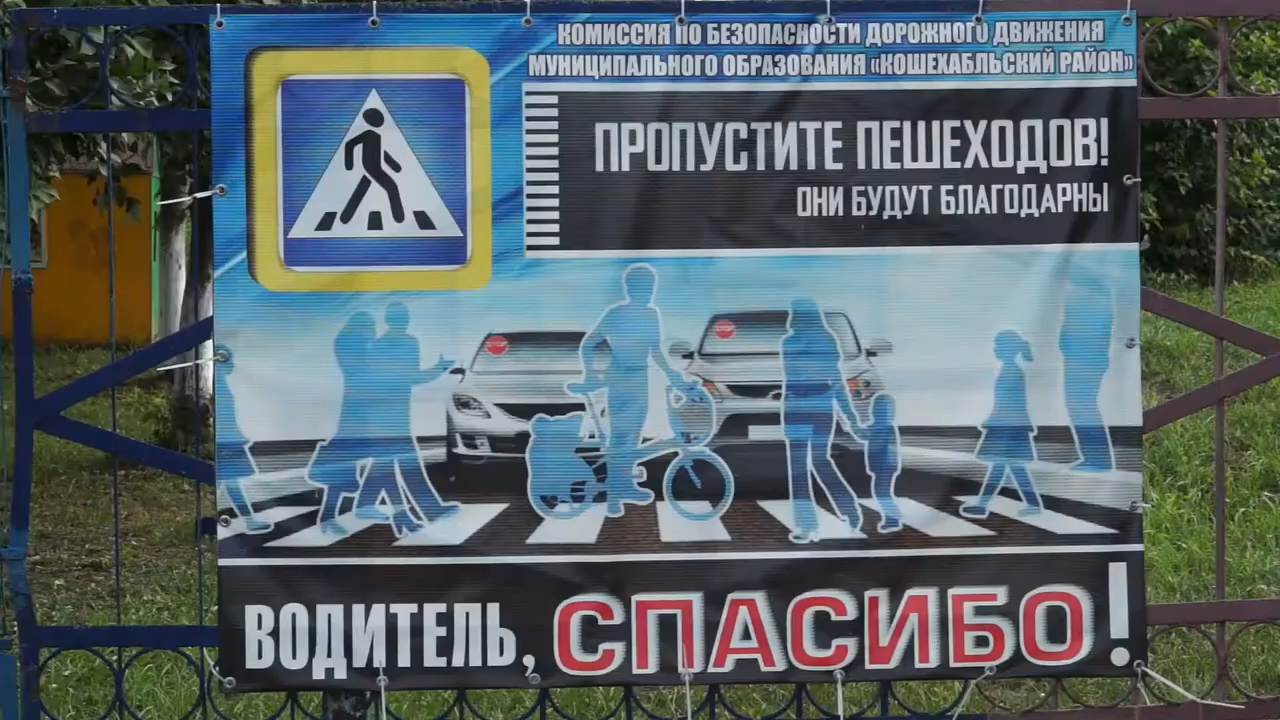 КОМИССИЯ ПО БЕЗОПАСНОСТИ ДОРОЖНОГО ДВИЖЕНИЯ
МУНИЦИПАЛЬНОГО ОБРАЗОВАНИЯ «КОШЕХАБЛЬСКИЙ РАЙОН»
ПРОПУСТИТЕ ПЕШЕХОДОВ!
ОНИ БУДУТ БЛАГОДАРНЫ
ВОДИТЕЛЬ, СПАСИБО!